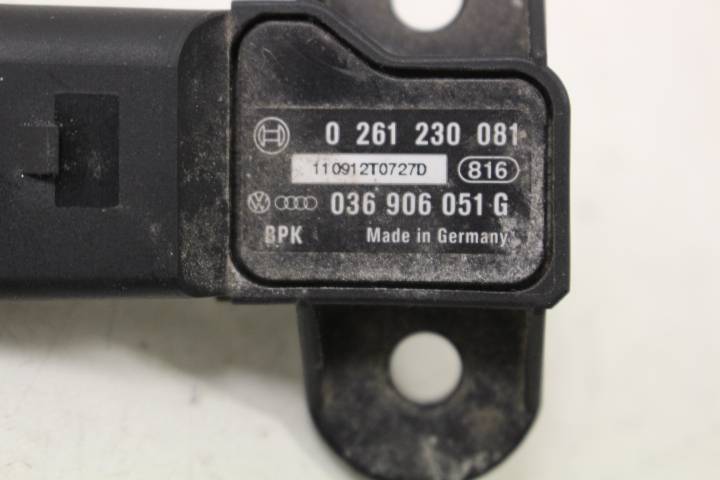 0 261 230 081
110912T0727D 816
036 906 051 G
BPK Made in Germany